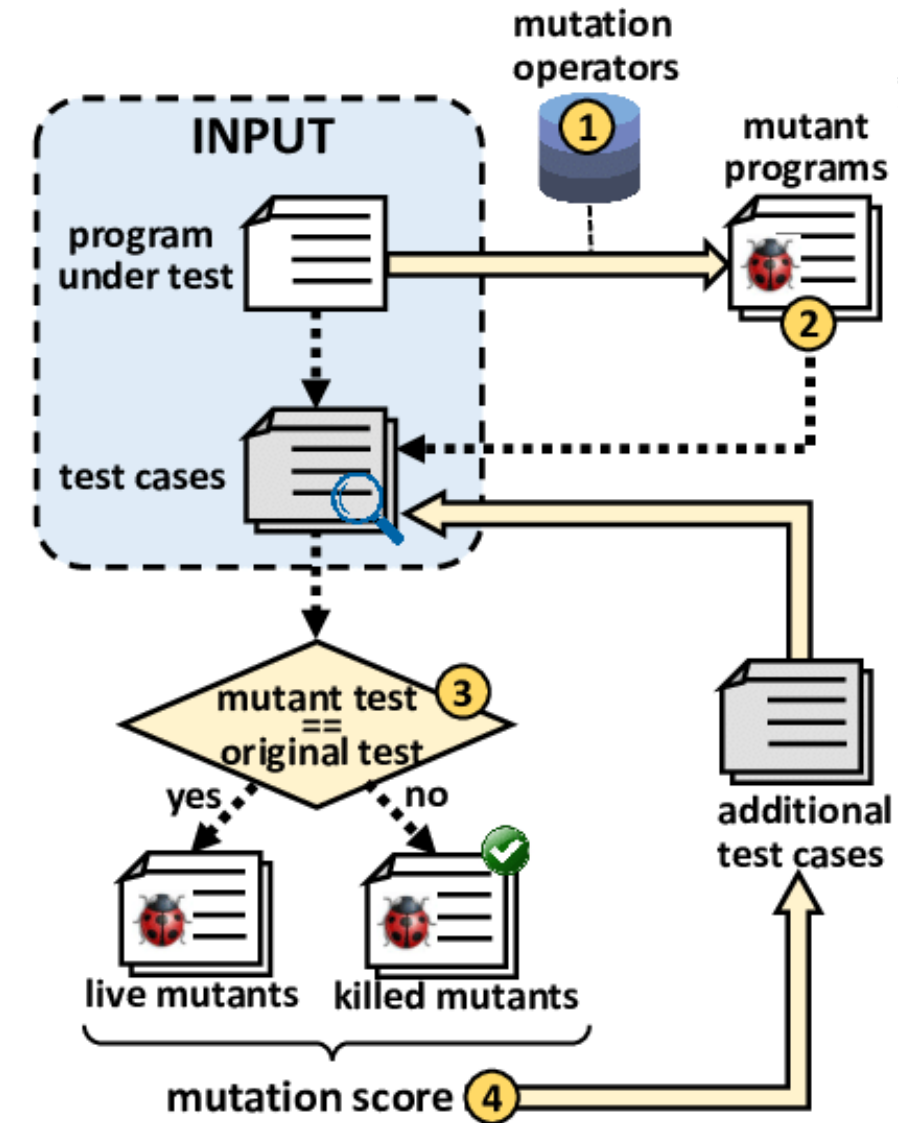 mutation
operators
1
INPUT
mutant
programs
program
under test
2
test cases
mutant test
3
==
original test
yes
no
additional
test cases
live mutants
killed mutants
mutation score
4